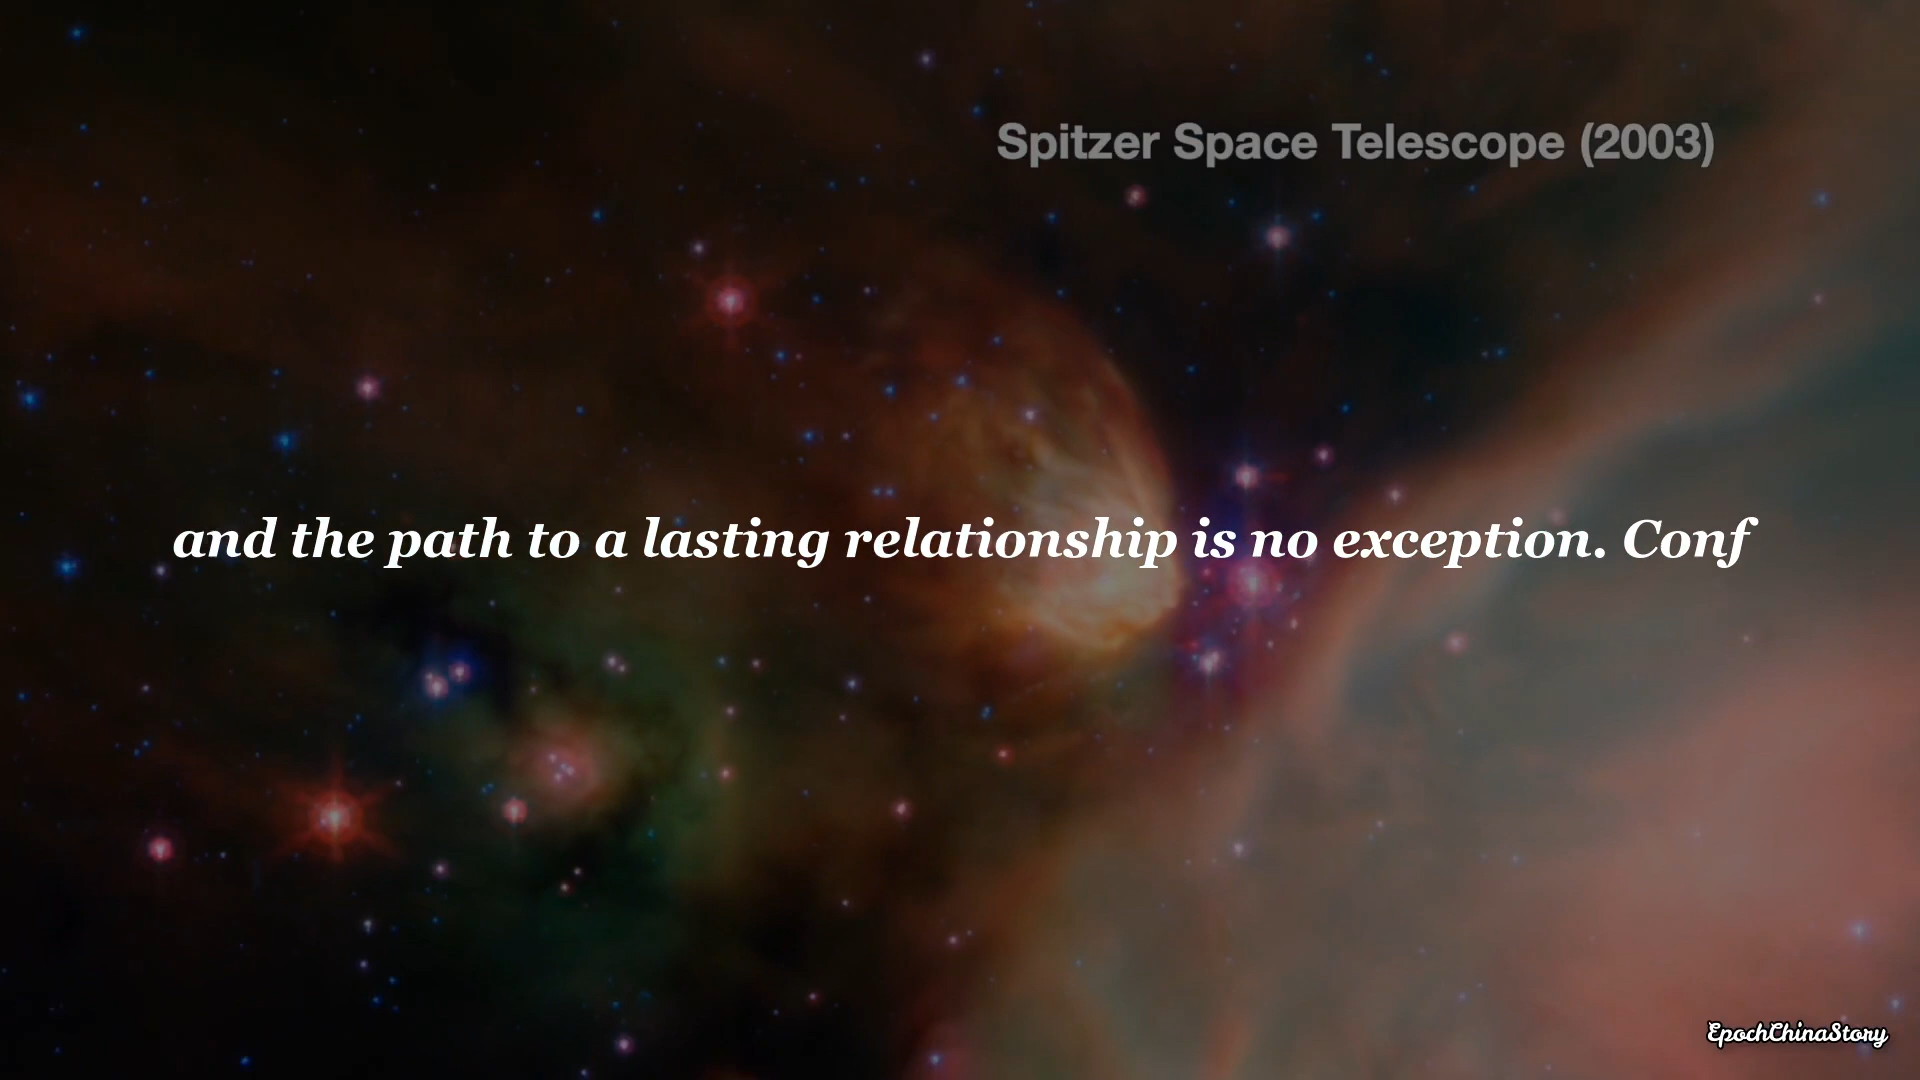 Spitzer Space Telescope (2003)
and the path to a lasting relationship is no exception. Conf
EpochChinaStory